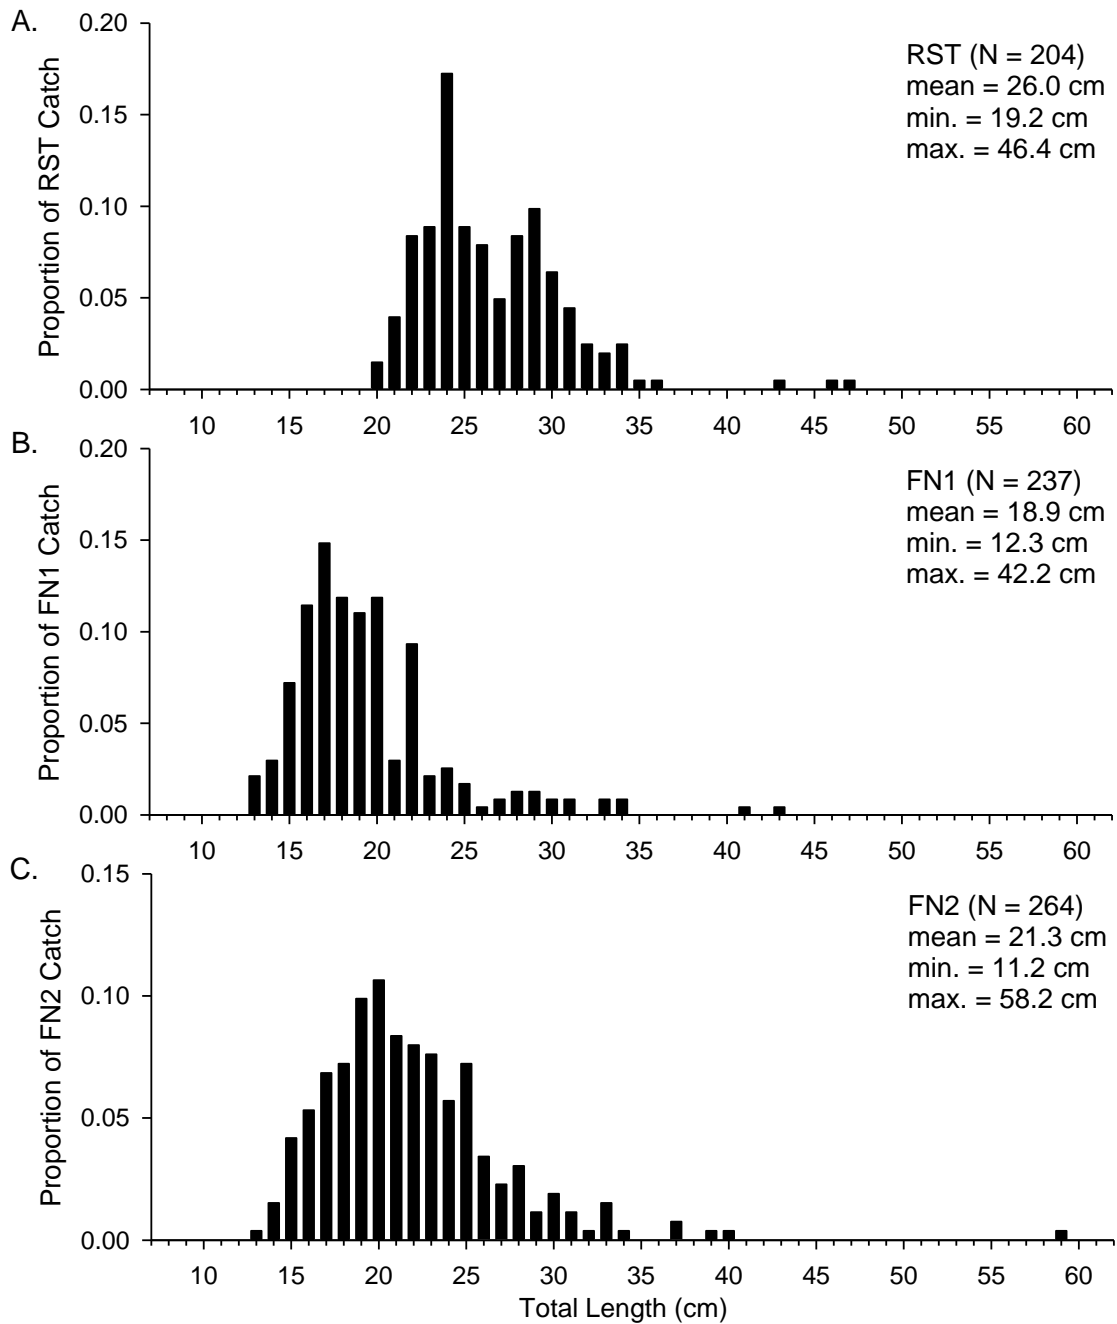 A.
0.20
0.15
0.10
0.05
0.00
Proportion of RST Catch
RST (N = 204)
mean = 26.0 cm
min. = 19.2 cm
max. = 46.4 cm
10 15 20 25 30 35 40 45 50 55 60
B.
0.20
0.15
0.10
0.05
0.00
Proportion of FN1 Catch
FN1 (N = 237)
mean = 18.9 cm
min. = 12.3 cm
max. = 42.2 cm
10 15 20 25 30 35 40 45 50 55 60
C.
0.15
0.10
0.05
0.00
Proportion of FN2 Catch
FN2 (N = 264)
mean = 21.3 cm
min. = 11.2 cm
max. = 58.2 cm
10 15 20 25 30 35 40 45 50 55 60
Total Length (cm)